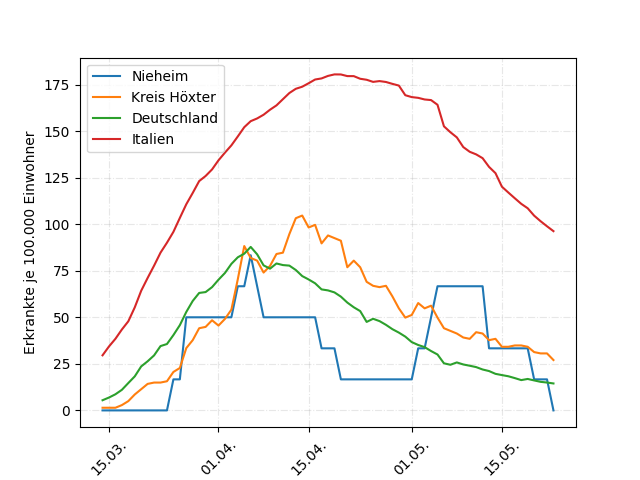 Nieheim
Kreis Höxter
Deutschland
Italien
Erkrankte je 100.000 Einwohner
175
150
125
100
75
50
25
0
15.03.
01.04.
15.04.
01.05.
15.05.